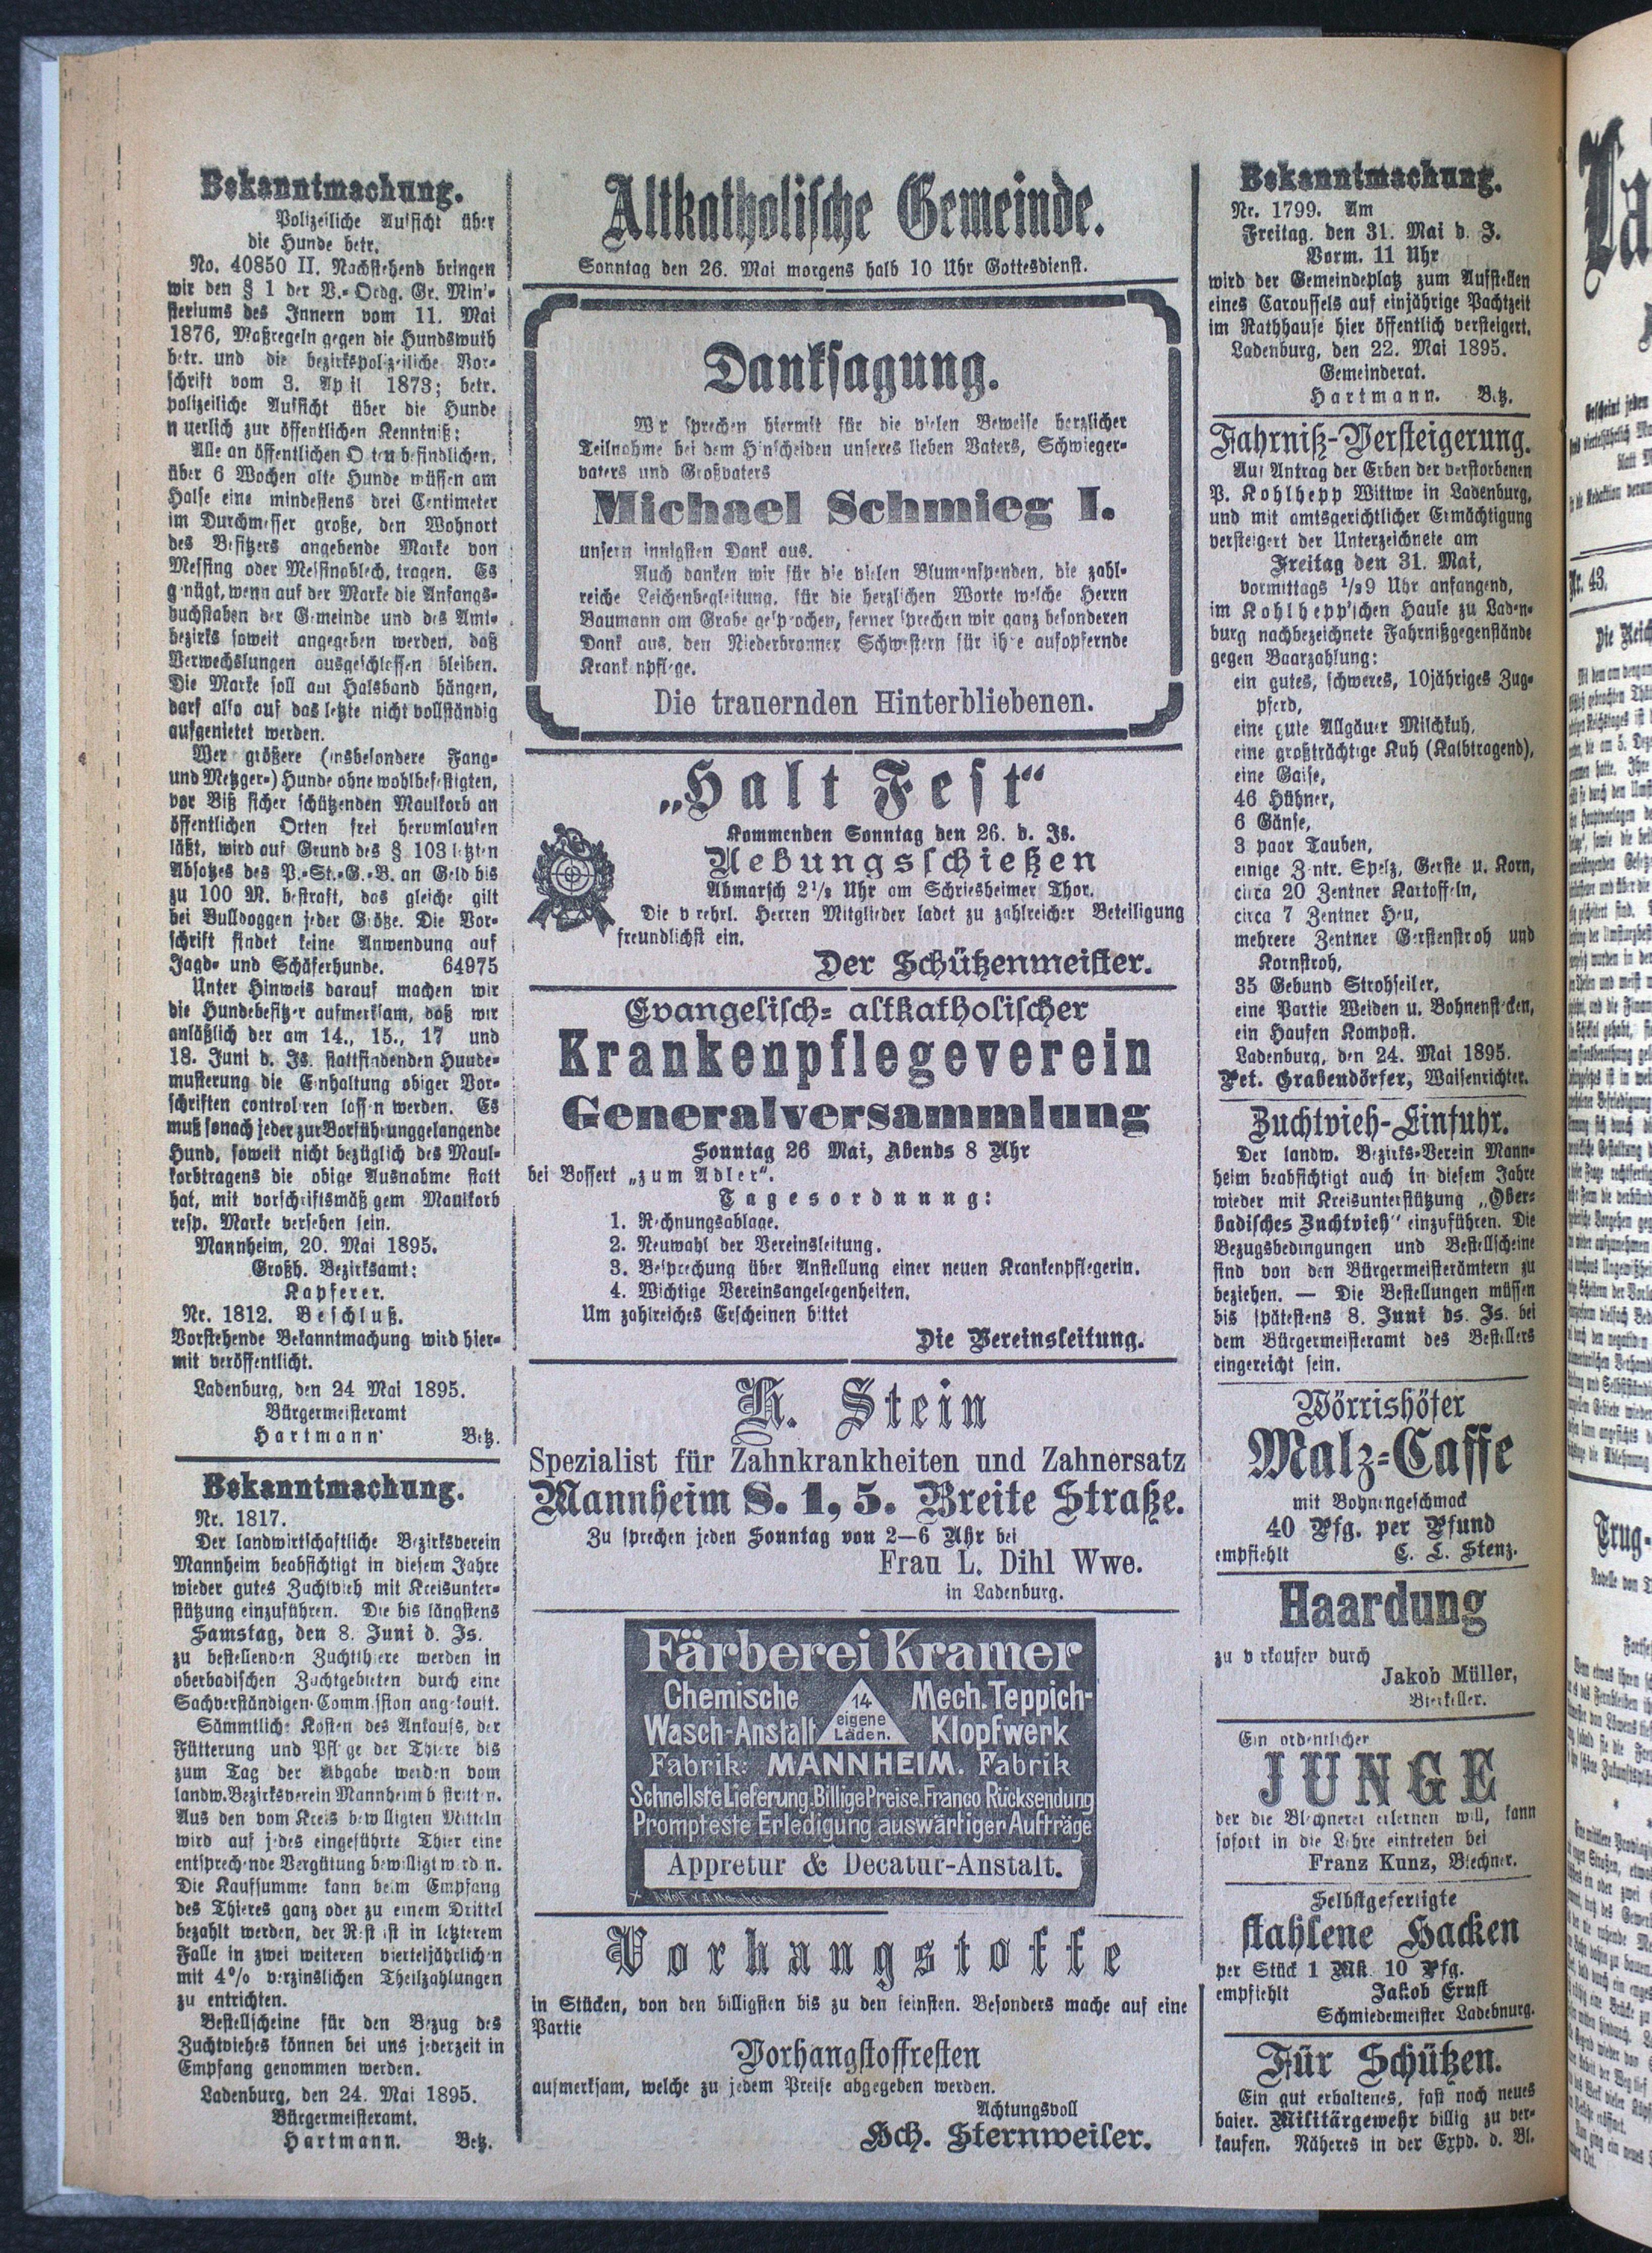 Bekanntmachung.
Polizeiliche Aufsicht über
die Hunde betr.
No. 40850 II. Nachstehend bringen
wir den § 1 der V.-Ordg. Gr. Min'-
steriums des Innern vom 11. Mai
1876, Maßregeln gegen die Hundswuth
betr. und die bezirkspolizeiliche Vor-
schrift vom 3. April 1873; betr.
polizeiliche Aufsicht über die Hunde
neuerlich zur öffentlichen Kenntniß:
Alle an öffentlichen Orten befindlichen,
über 6 Wochen alte Hunde müssen am
Halse eine mindestens drei Centimeter
im Durchmesser große, den Wohnort
des Besitzers angebende Marke von
Messing oder Messingblech, tragen. Es
genügt, wenn auf der Marke die Anfangs-
buchstaben der Gemeinde und des Amts-
bezirks soweit angegeben werden, daß
Verwechslungen ausgeschlossen bleiben.
Die Marke soll am Halsband hängen,
darf also auf das letzte nicht vollständig
aufgenietet werden.
Wer größere (insbesondere Fang-
und Metzger-) Hunde ohne wohlbefestigten,
vor Biß sicher schützenden Maulkorb an
öffentlichen Orten frei herumlaufen
läßt, wird auf Grund des § 103 letzten
Absatzes des P.-St.-G.-B. an Geld bis
zu 100 M. bestraft, das gleiche gilt
bei Bulldoggen jeder Größe. Die Vor-
schrift findet keine Anwendung auf
Jagd- und Schäferhunde. 64975
Unter Hinweis darauf machen wir
die Hundebesitzer aufmerksam, daß wir
anläßlich der am 14., 15., 17 und
18. Juni d. Js. stattfindenden Hunde-
musterung die Einhaltung obiger Vor-
schriften controliren lassen werden. Es
muß sonach jeder zur Vorführung gelangende
Hund, soweit nicht bezüglich des Maul-
korbtragens die obige Ausnahme statt
hat, mit vorschriftsmäßigem Maulkorb
resp. Marke versehen sein.
Mannheim, 20. Mai 1895.
Großh. Bezirksamt:
Kapferer.
Nr. 1812. Beschluß.
Vorstehende Bekanntmachung wird hier-
mit veröffentlicht.
Ladenburg, den 24 Mai 1895.
Bürgermeisteramt
Hartmann Betz.
Bekanntmachung.
Nr. 1817.
Der landwirtschaftliche Bezirksverein
Mannheim beabsichtigt in diesem Jahre
wieder gutes Zuchtvieh mit Kreisunter-
stützung einzuführen. Die bis längstens
Samstag, den 8. Juni d. Js.
zu bestellenden Zuchtthiere werden in
oberbadischen Zuchtgebieten durch eine
Sachverständigen-Commission angekauft.
Sämmtliche Kosten des Ankaufs, der
Fütterung und Pflege der Thiere bis
zum Tag der Abgabe werden vom
landw. Bezirksverein Mannheim bestritten.
Aus den vom Kreis bewilligten Mitteln
wird auf jedes eingeführte Thier eine
entsprechende Vergütung bewilligt werden.
Die Kaufsumme kann beim Empfang
des Thieres ganz oder zu einem Drittel
bezahlt werden, der Rest ist in letzterem
Falle in zwei weiteren vierteljährlichen
mit 4% verzinslichen Theilzahlungen
zu entrichten.
Bestellscheine für den Bezug des
Zuchtviehes können bei uns jederzeit in
Empfang genommen werden.
Ladenburg, den 24. Mai 1895.
Bürgermeisteramt.
Hartmann. Betz.
Altkatholische Gemeinde.
Sonntag den 26. Mai morgens halb 10 Uhr Gottesdienst.
Danksagung.
Wir sprechen hiermit für die vielen Beweise herzlicher
Teilnahme bei dem Hinscheiden unseres lieben Vaters, Schwieger-
vaters und Großvaters
Michael Schmieg I.
unsern innigsten Dank aus.
Auch danken wir für die vielen Blumenspenden, die zahl-
reiche Leichenbegleitung, für die herzlichen Worte welche Herrn
Baumann am Grabe gesprochen, ferner sprechen wir ganz besonderen
Dank aus, den Niederbronner Schwestern für ihre aufopfernde
Krankenpflege.
Die trauernden Hinterbliebenen.
„Halt Fest“
Kommenden Sonntag den 26. d. Js.
Uebungsschießen
Abmarsch 2½ Uhr am Schriesheimer Thor.
Die verehrl. Herren Mitglieder ladet zu zahlreicher Beteiligung
freundlichst ein.
Der Schützenmeister.
Evangelisch-altkatholischer
Krankenpflegeverein
Generalversammlung
Sonntag 26 Mai, Abends 8 Uhr
bei Bossert „zum Adler“.
Tagesordnung:
1. Rechnungsablage.
2. Neuwahl der Vereinsleitung.
3. Besprechung über Anstellung einer neuen Krankenpflegerin.
4. Wichtige Vereinsangelegenheiten.
Um zahlreiches Erscheinen bittet
Die Vereinsleitung.
H. Stein
Spezialist für Zahnkrankheiten und Zahnersatz
Mannheim S. 1, 5. Breite Straße.
Zu sprechen jeden Sonntag von 2—6 Uhr bei
Frau L. Dihl Wwe.
in Ladenburg.
Färberei Kramer
Chemische Wasch-Anstalt
14 eigene Läden.
Mech. Teppich-Klopfwerk
Fabrik: MANNHEIM. Fabrik
Schnellste Lieferung. Billige Preise. Franco Rücksendung
Prompteste Erledigung auswärtiger Aufträge
Appretur & Decatur-Anstalt.
Vorhangstoffe
in Stücken, von den billigsten bis zu den feinsten. Besonders mache auf eine
Partie
Vorhangstoffresten
aufmerksam, welche zu jedem Preise abgegeben werden.
Achtungsvoll
Hch. Sternweiler.
Bekanntmachung.
Nr. 1799. Am
Freitag, den 31. Mai d. J.
Vorm. 11 Uhr
wird der Gemeindeplatz zum Aufstellen
eines Caroussels auf einjährige Pachtzeit
im Rathhause hier öffentlich versteigert.
Ladenburg, den 22. Mai 1895.
Gemeinderat.
Hartmann. Betz.
Fahrniß-Versteigerung.
Auf Antrag der Erben der verstorbenen
P. Kohlhepp Wittwe in Ladenburg,
und mit amtsgerichtlicher Ermächtigung
versteigert der Unterzeichnete am
Freitag den 31. Mai,
vormittags ½9 Uhr anfangend,
im Kohlhepp'schen Hause zu Laden-
burg nachbezeichnete Fahrnißgegenstände
gegen Baarzahlung:
ein gutes, schweres, 10jähriges Zug-
pferd,
eine gute Allgäuer Milchkuh,
eine großträchtige Kuh (Kalbtragend),
eine Gaise,
46 Hühner,
6 Gänse,
3 paar Tauben,
einige Zentr. Spelz, Gerste u. Korn,
circa 20 Zentner Kartoffeln,
circa 7 Zentner Heu,
mehrere Zentner Gerstenstroh und
Kornstroh,
35 Gebund Strohseiler,
eine Partie Weiden u. Bohnenstecken,
ein Haufen Kompost.
Ladenburg, den 24. Mai 1895.
Pet. Grabendörfer, Waisenrichter.
Zuchtvieh-Einfuhr.
Der landw. Bezirks-Verein Mann-
heim beabsichtigt auch in diesem Jahre
wieder mit Kreisunterstützung „Ober-
badisches Zuchtvieh“ einzuführen. Die
Bezugsbedingungen und Bestellscheine
sind von den Bürgermeisterämtern zu
beziehen. — Die Bestellungen müssen
bis spätestens 8. Juni ds. Js. bei
dem Bürgermeisteramt des Bestellers
eingereicht sein.
Wörrishöfer
Malz-Caffe
mit Bohnengeschmack
40 Pfg. per Pfund
empfiehlt C. L. Stenz.
Haardung
zu verkaufen durch
Jakob Müller,
Bierkeller.
Ein ordentlicher
JUNGE
der die Blechnerei erlernen will, kann
sofort in die Lehre eintreten bei
Franz Kunz, Blechner.
Selbstgefertigte
stahlene Hacken
per Stück 1 Mk. 10 Pfg.
empfiehlt Jakob Ernst
Schmiedemeister Ladebnurg.
Für Schützen.
Ein gut erhaltenes, fast noch neues
baier. Militärgewehr billig zu ver-
kaufen. Näheres in der Expd. d. Bl.
Nr. 43.